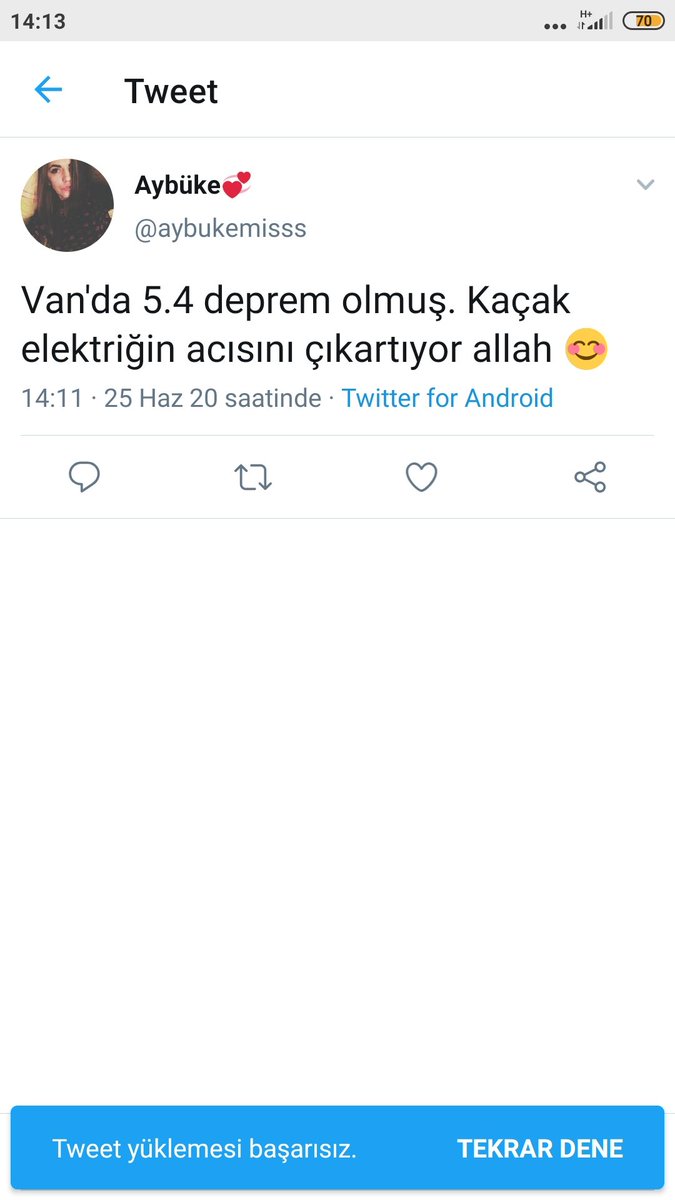 14:13
H+
70
Tweet
Aybüke💞
@aybukemisss
Van'da 5.4 deprem olmuş. Kaçak
elektriğin acısını çıkartıyor allah 😊
14:11 · 25 Haz 20 saatinde · Twitter for Android
Tweet yüklemesi başarısız.
TEKRAR DENE